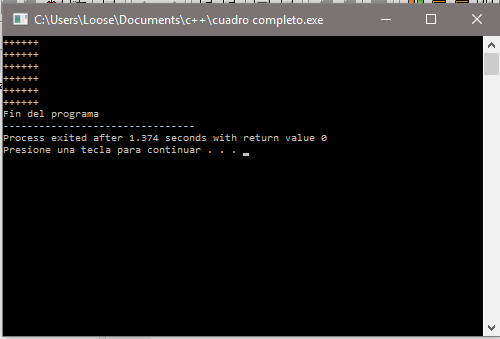 C:\Users\Loose\Documents\c++\cuadro completo.exe
++++++
++++++
++++++
++++++
++++++
++++++
Fin del programa
--------------------------------
Process exited after 1.374 seconds with return value 0
Presione una tecla para continuar . . .